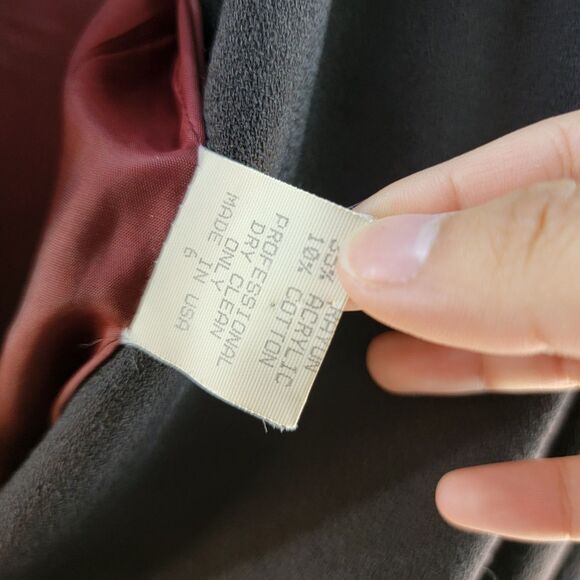 RAYON
10% ACRYLIC
COTTON
PROFESSIONAL
DRY CLEAN
ONLY
MADE IN USA
6